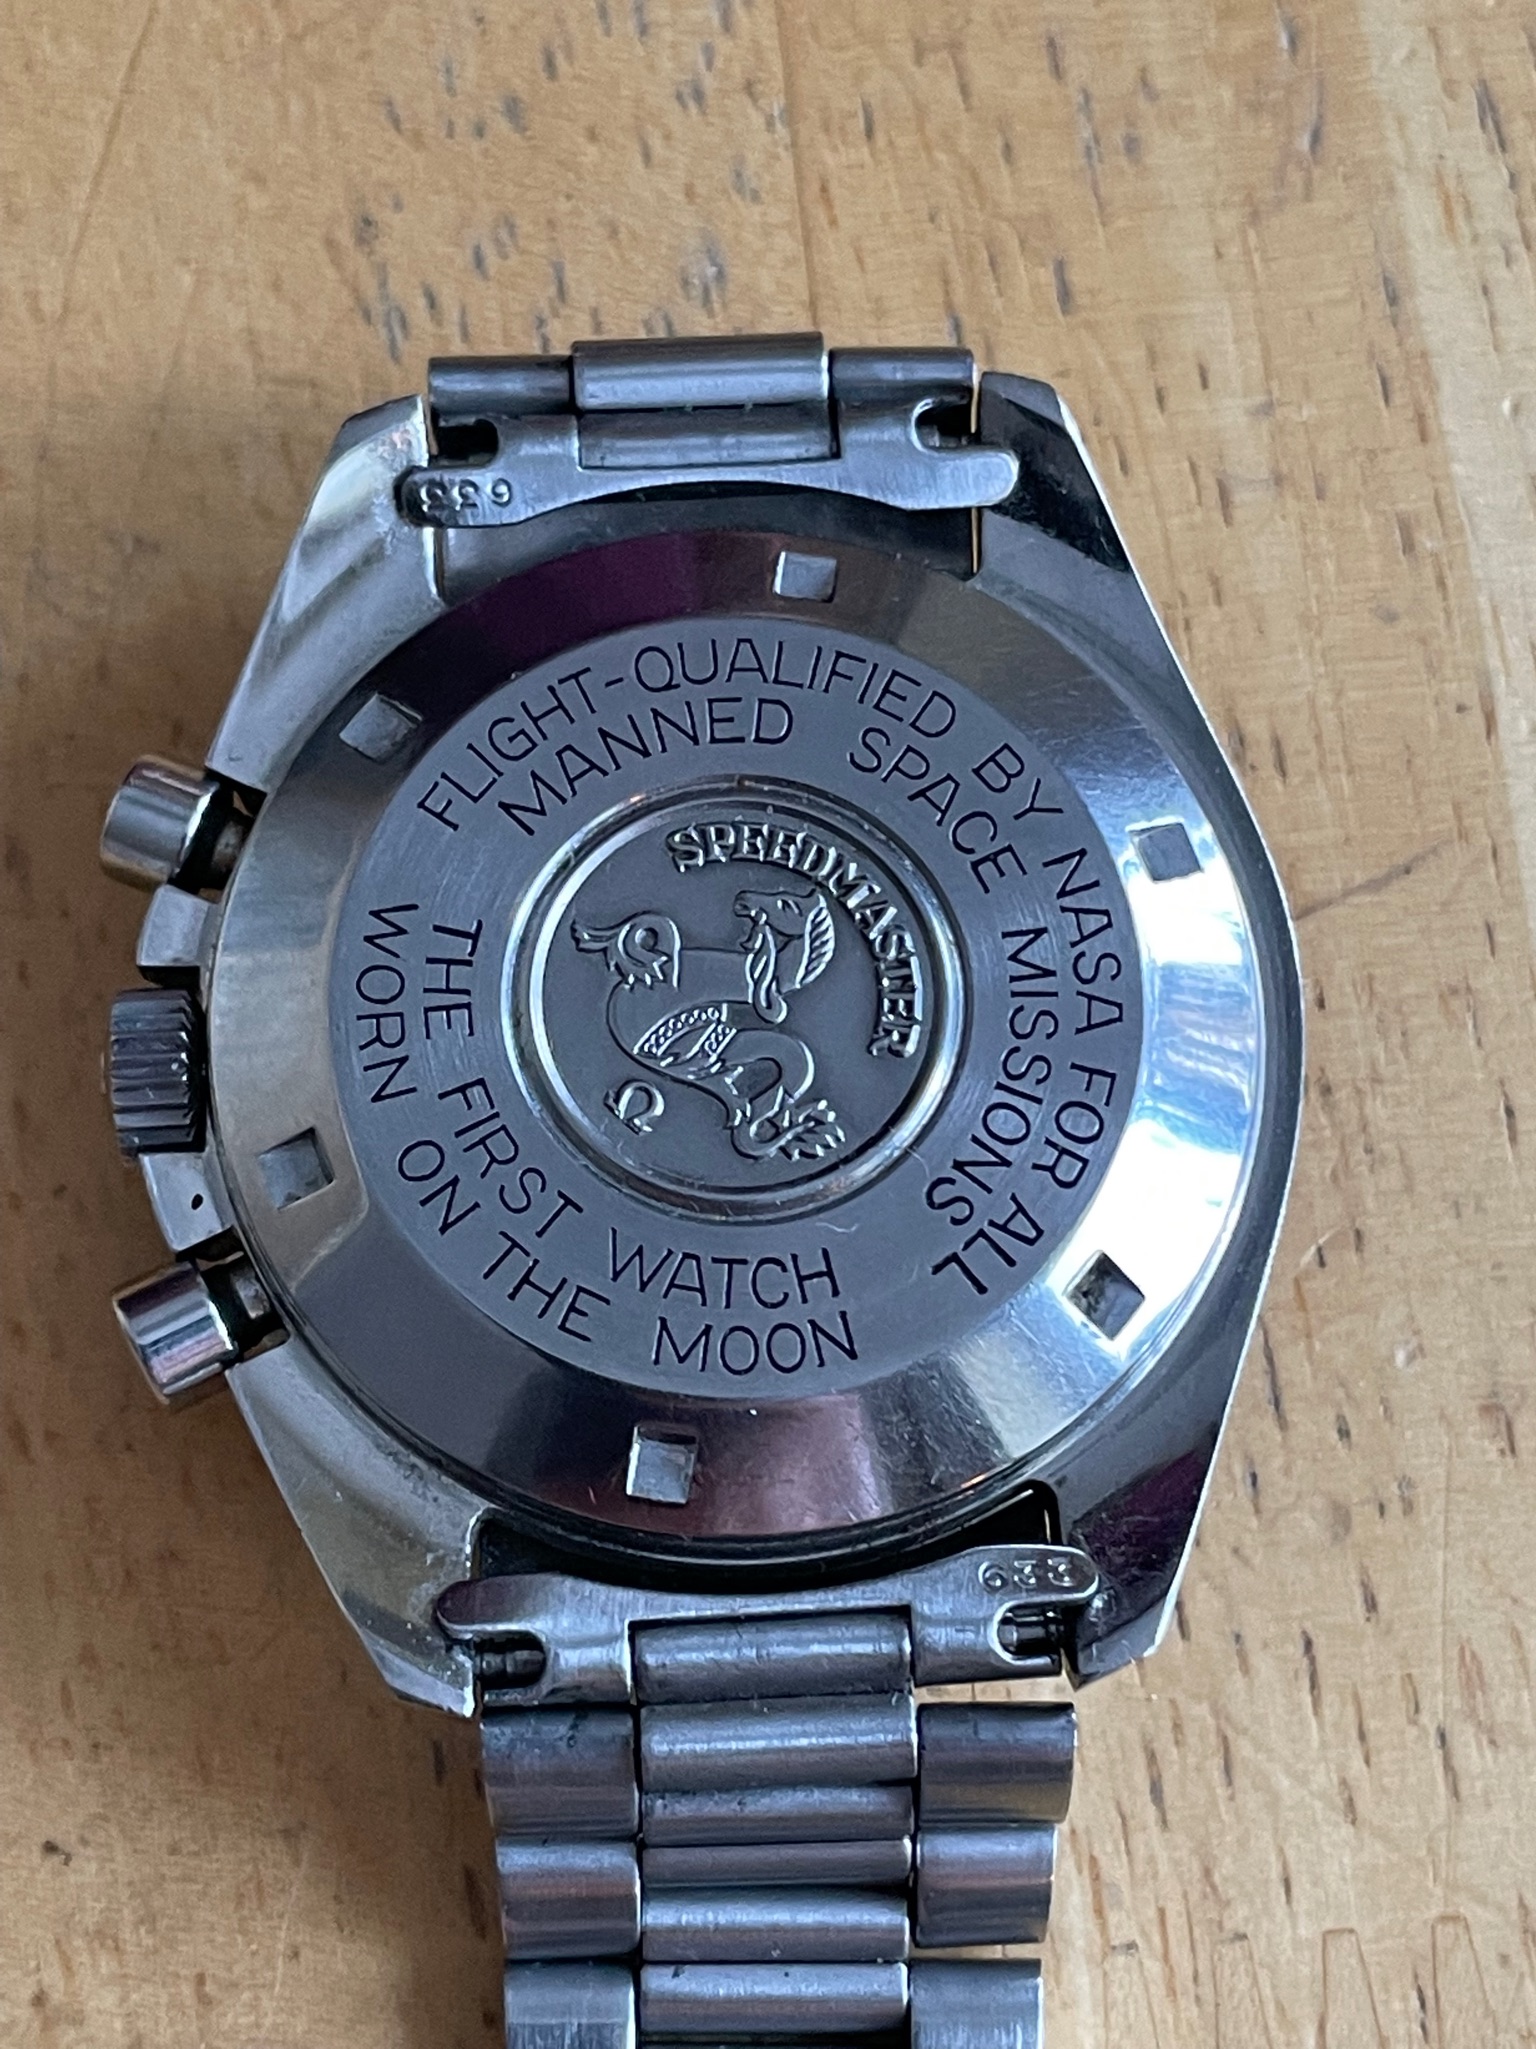 633
FLIGHT-QUALIFIED BY NASA FOR ALL
MANNED SPACE MISSIONS
SPEEDMASTER
Ω
THE FIRST WATCH
WORN ON THE MOON
633